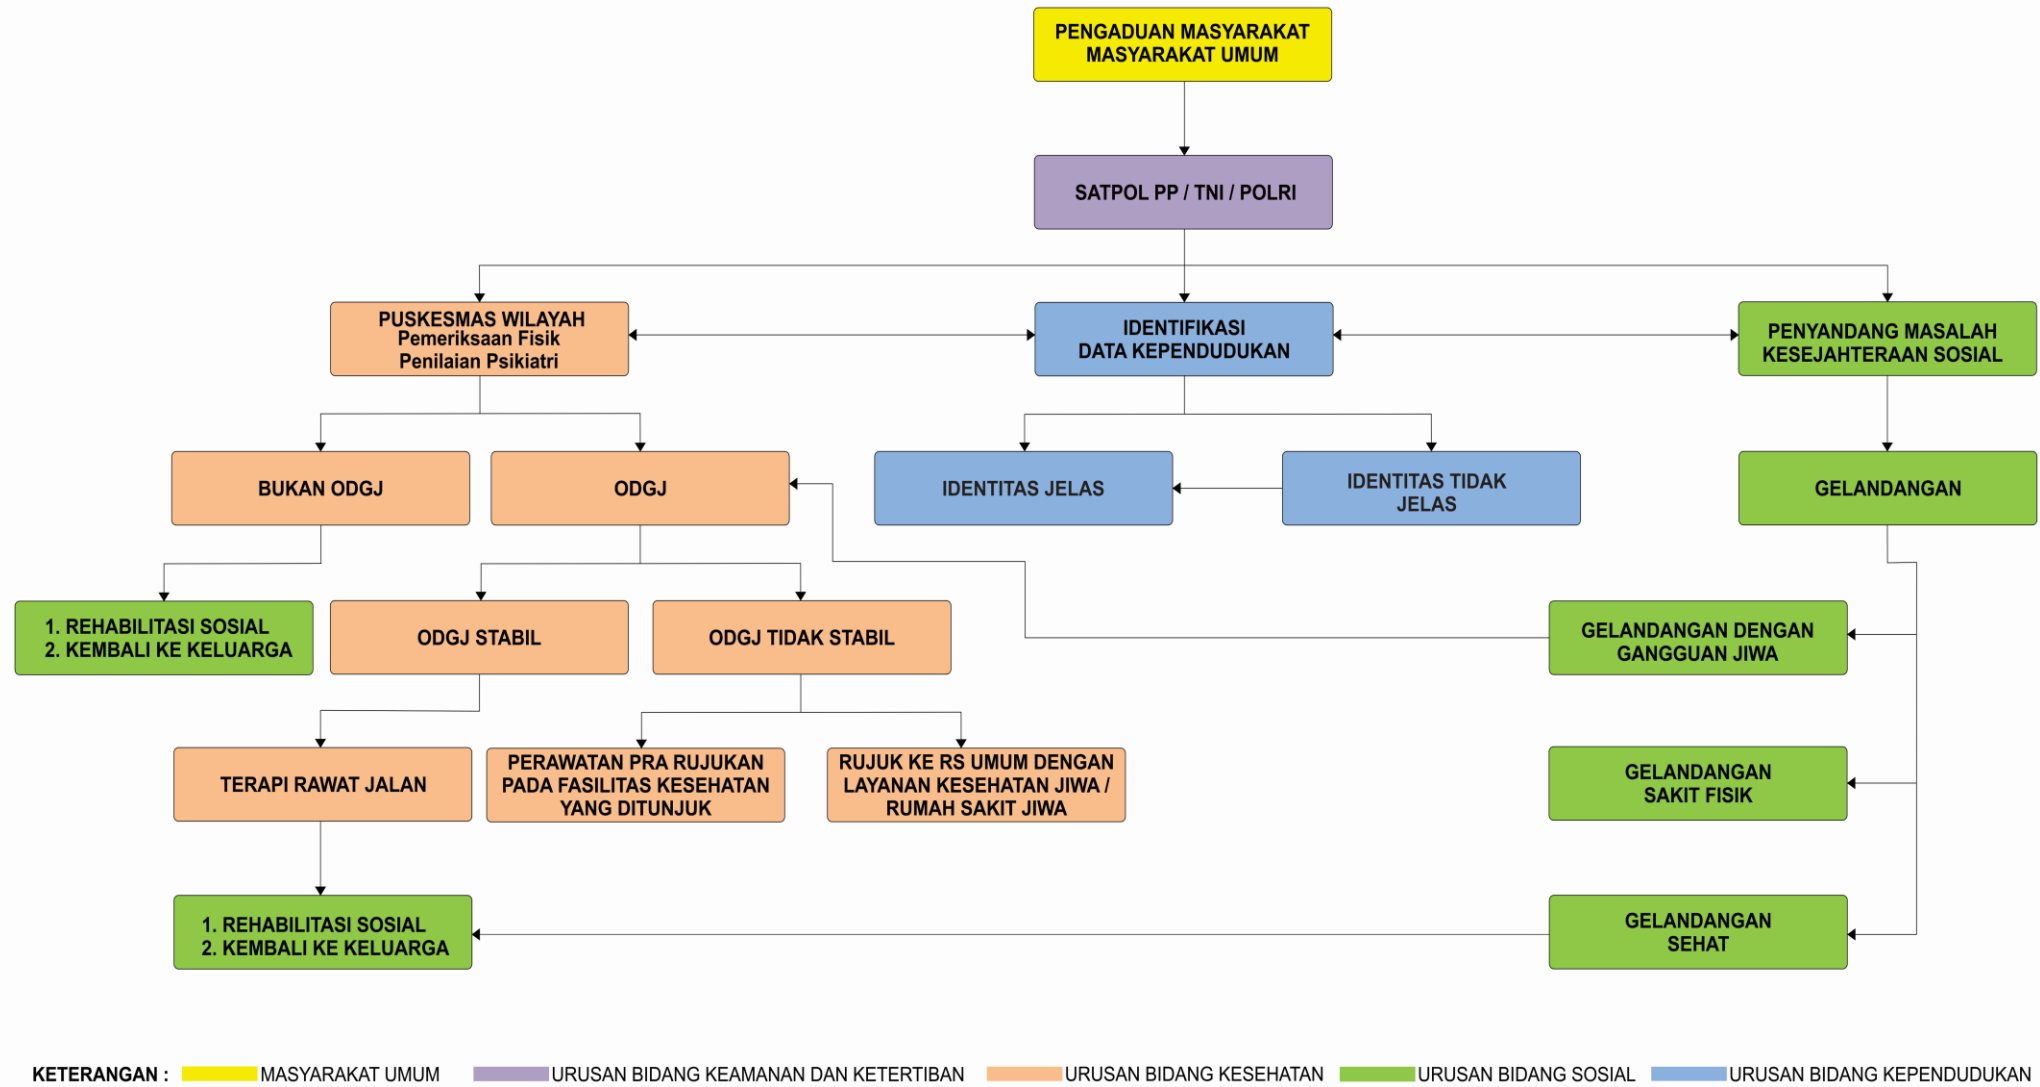 PENGADUAN MASYARAKAT
MASYARAKAT UMUM
SATPOL PP / TNI / POLRI
PUSKESMAS WILAYAH
Pemeriksaan Fisik
Penilaian Psikiatri
IDENTIFIKASI
DATA KEPENDUDUKAN
PENYANDANG MASALAH
KESEJAHTERAAN SOSIAL
BUKAN ODGJ
ODGJ
IDENTITAS JELAS
IDENTITAS TIDAK
JELAS
GELANDANGAN
1. REHABILITASI SOSIAL
2. KEMBALI KE KELUARGA
ODGJ STABIL
ODGJ TIDAK STABIL
GELANDANGAN DENGAN
GANGGUAN JIWA
TERAPI RAWAT JALAN
PERAWATAN PRA RUJUKAN
PADA FASILITAS KESEHATAN
YANG DITUNJUK
RUJUK KE RS UMUM DENGAN
LAYANAN KESEHATAN JIWA /
RUMAH SAKIT JIWA
GELANDANGAN
SAKIT FISIK
1. REHABILITASI SOSIAL
2. KEMBALI KE KELUARGA
GELANDANGAN
SEHAT
KETERANGAN : MASYARAKAT UMUM URUSAN BIDANG KEAMANAN DAN KETERTIBAN URUSAN BIDANG KESEHATAN URUSAN BIDANG SOSIAL URUSAN BIDANG KEPENDUDUKAN